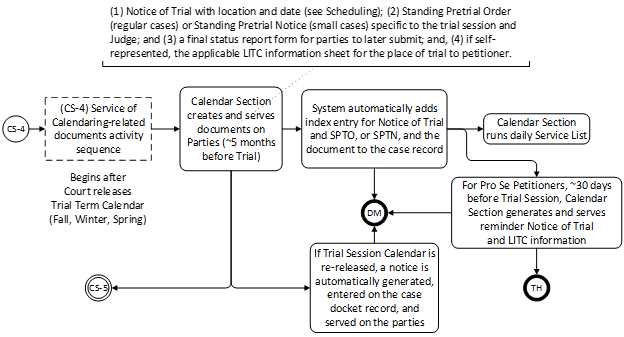 (1) Notice of Trial with location and date (see Scheduling); (2) Standing Pretrial Order
(regular cases) or Standing Pretrial Notice (small cases) specific to the trial session and
Judge; and (3) a final status report form for parties to later submit; and, (4) if self-
represented, the applicable LITC information sheet for the place of trial to petitioner.
CS-4
(CS-4) Service of
Calendaring-related
documents activity
sequence
Begins after
Court releases
Trial Term Calendar
(Fall, Winter, Spring)
Calendar Section
creates and serves
documents on
Parties (~5 months
before Trial)
System automatically adds
index entry for Notice of Trial
and SPTO, or SPTN, and the
document to the case record
Calendar Section
runs daily Service List
For Pro Se Petitioners, ~30 days
before Trial Session, Calendar
Section generates and serves
reminder Notice of Trial
and LITC information
DM
If Trial Session Calendar is
re-released, a notice is
automatically generated,
entered on the case
docket record, and
served on the parties
CS-5
TH